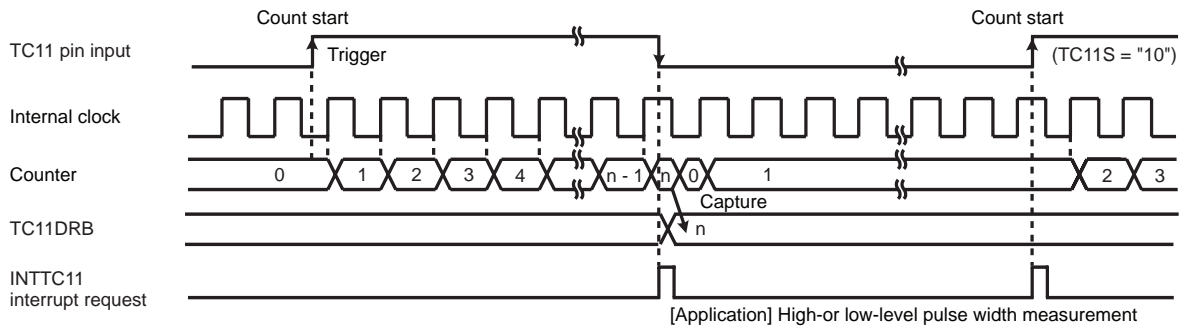 Count start Count start
TC11 pin input Trigger (TC11S = "10")
Internal clock
Counter 0 1 2 3 4 n - 1 n 0 1 2 3
Capture
TC11DRB n
INTTC11
interrupt request
[Application] High-or low-level pulse width measurement